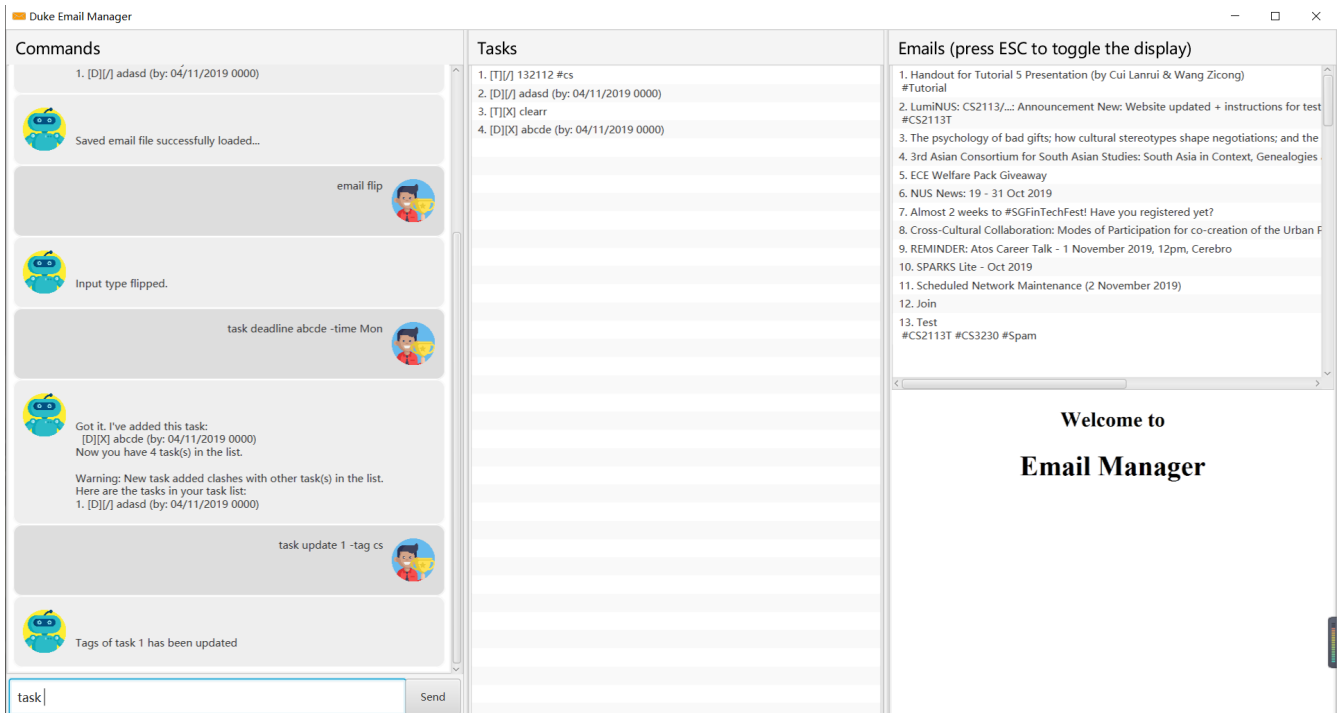 Duke Email Manager
Commands
1. [D][/] adasd (by: 04/11/2019 0000)
Saved email file successfully loaded...
email flip
Input type flipped.
task deadline abcde -time Mon
Got it. I've added this task:
[D][X] abcde (by: 04/11/2019 0000)
Now you have 4 task(s) in the list.
Warning: New task added clashes with other task(s) in the list.
Here are the tasks in your task list:
1. [D][/] adasd (by: 04/11/2019 0000)
task update 1 -tag cs
Tags of task 1 has been updated
task
Send
Tasks
1. [T][/] 132112 #cs
2. [D][/] adasd (by: 04/11/2019 0000)
3. [T][X] clearr
4. [D][X] abcde (by: 04/11/2019 0000)
Emails (press ESC to toggle the display)
1. Handout for Tutorial 5 Presentation (by Cui Lanrui & Wang Zicong)
#Tutorial
2. LumiNUS: CS2113/...: Announcement New: Website updated + instructions for test
#CS2113T
3. The psychology of bad gifts; how cultural stereotypes shape negotiations; and the
4. 3rd Asian Consortium for South Asian Studies: South Asia in Context, Genealogies
5. ECE Welfare Pack Giveaway
6. NUS News: 19 - 31 Oct 2019
7. Almost 2 weeks to #SGFinTechFest! Have you registered yet?
8. Cross-Cultural Collaboration: Modes of Participation for co-creation of the Urban
9. REMINDER: Atos Career Talk - 1 November 2019, 12pm, Cerebro
10. SPARKS Lite - Oct 2019
11. Scheduled Network Maintenance (2 November 2019)
12. Join
13. Test
#CS2113T #CS3230 #Spam
Welcome to
Email Manager